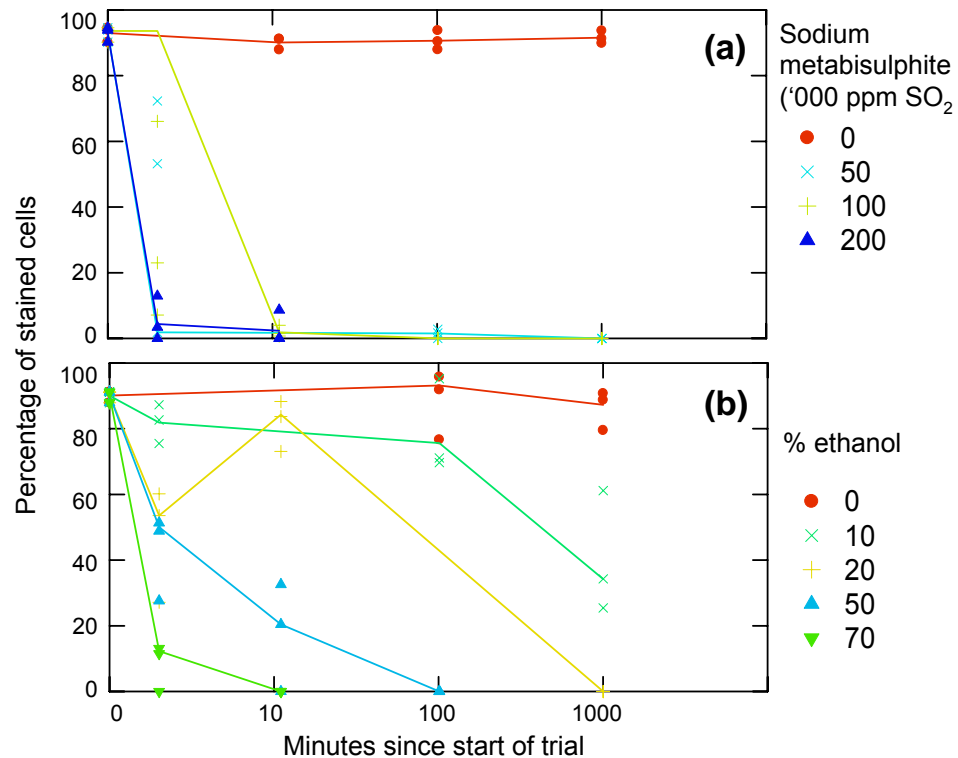 100
80
60
40
20
0
(a)
Sodium
metabisulphite
(‘000 ppm SO2
0
50
100
200
Percentage of stained cells
100
80
60
40
20
0
(b)
% ethanol
0
10
20
50
70
0 10 100 1000
Minutes since start of trial